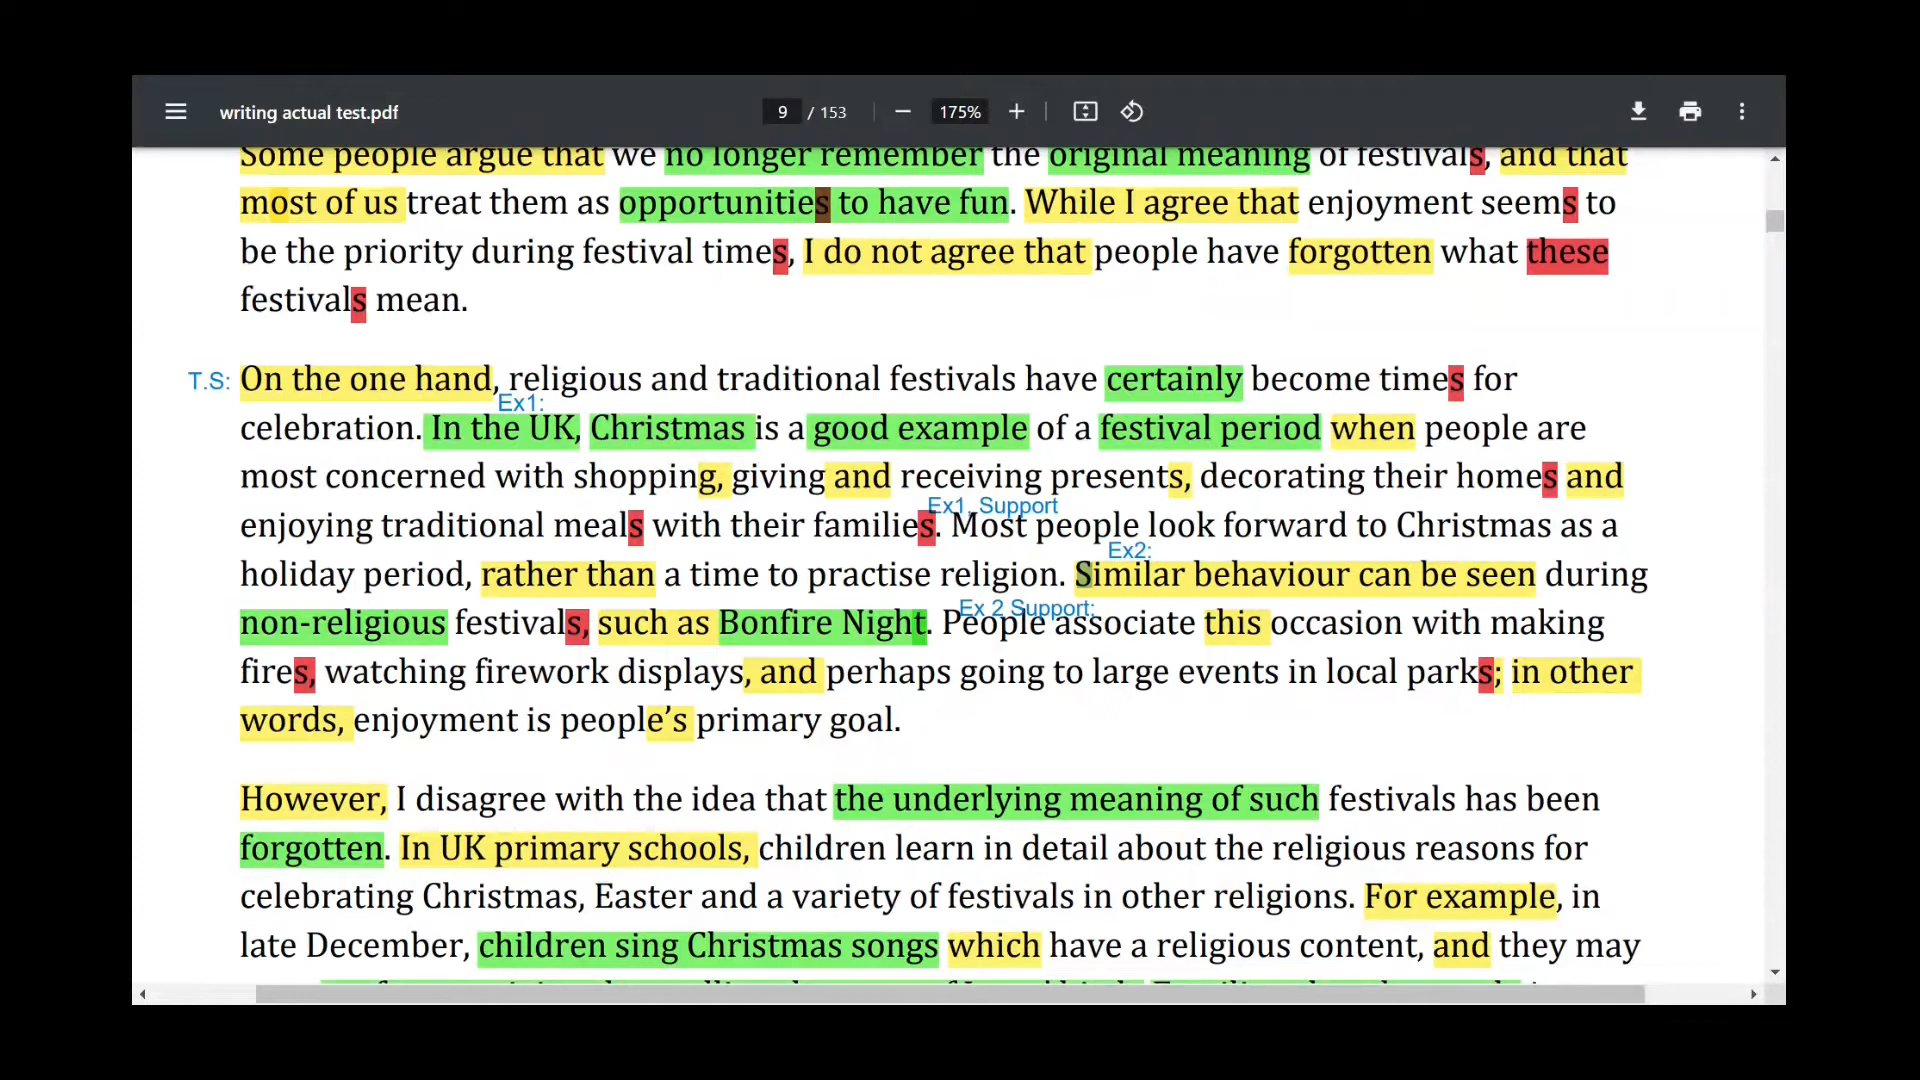 writing actual test.pdf 9 / 153 175%
Some people argue that we no longer remember the original meaning of festivals, and that
most of us treat them as opportunities to have fun. While I agree that enjoyment seems to
be the priority during festival times, I do not agree that people have forgotten what these
festivals mean.
T.S: On the one hand, religious and traditional festivals have certainly become times for
Ex1:
celebration. In the UK, Christmas is a good example of a festival period when people are
most concerned with shopping, giving and receiving presents, decorating their homes and
Ex1, Support
enjoying traditional meals with their families. Most people look forward to Christmas as a
Ex2:
holiday period, rather than a time to practise religion. Similar behaviour can be seen during
Ex 2 Support:
non-religious festivals, such as Bonfire Night. People associate this occasion with making
fires, watching firework displays, and perhaps going to large events in local parks; in other
words, enjoyment is people’s primary goal.
However, I disagree with the idea that the underlying meaning of such festivals has been
forgotten. In UK primary schools, children learn in detail about the religious reasons for
celebrating Christmas, Easter and a variety of festivals in other religions. For example, in
late December, children sing Christmas songs which have a religious content, and they may